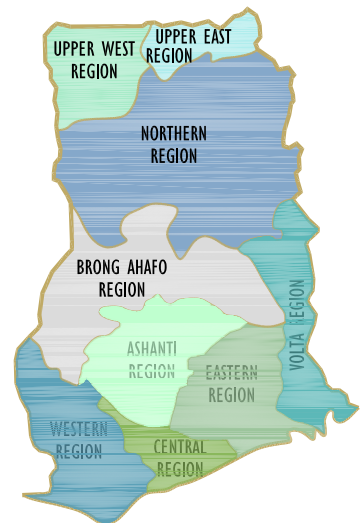 UPPER WEST
REGION
UPPER EAST
REGION
NORTHERN
REGION
BRONG AHAFO
REGION
VOLTA REGION
ASHANTI
REGION
EASTERN
REGION
WESTERN
REGION
CENTRAL
REGION